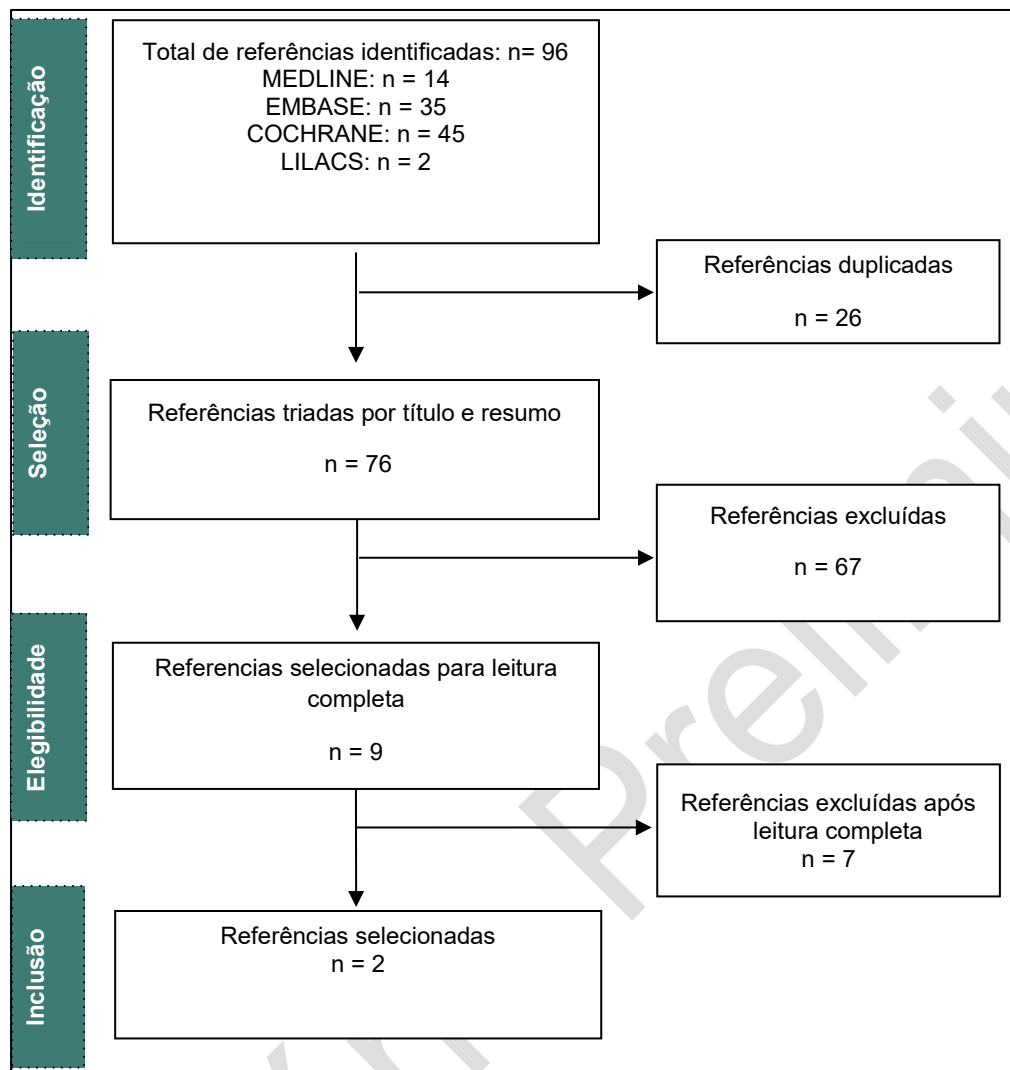 Identificação
Total de referências identificadas: n= 96
MEDLINE: n = 14
EMBASE: n = 35
COCHRANE: n = 45
LILACS: n = 2
Referências duplicadas
n = 26
Seleção
Referências triadas por título e resumo
n = 76
Referências excluídas
n = 67
Elegibilidade
Referencias selecionadas para leitura
completa
n = 9
Referências excluídas após
leitura completa
n = 7
Inclusão
Referências selecionadas
n = 2